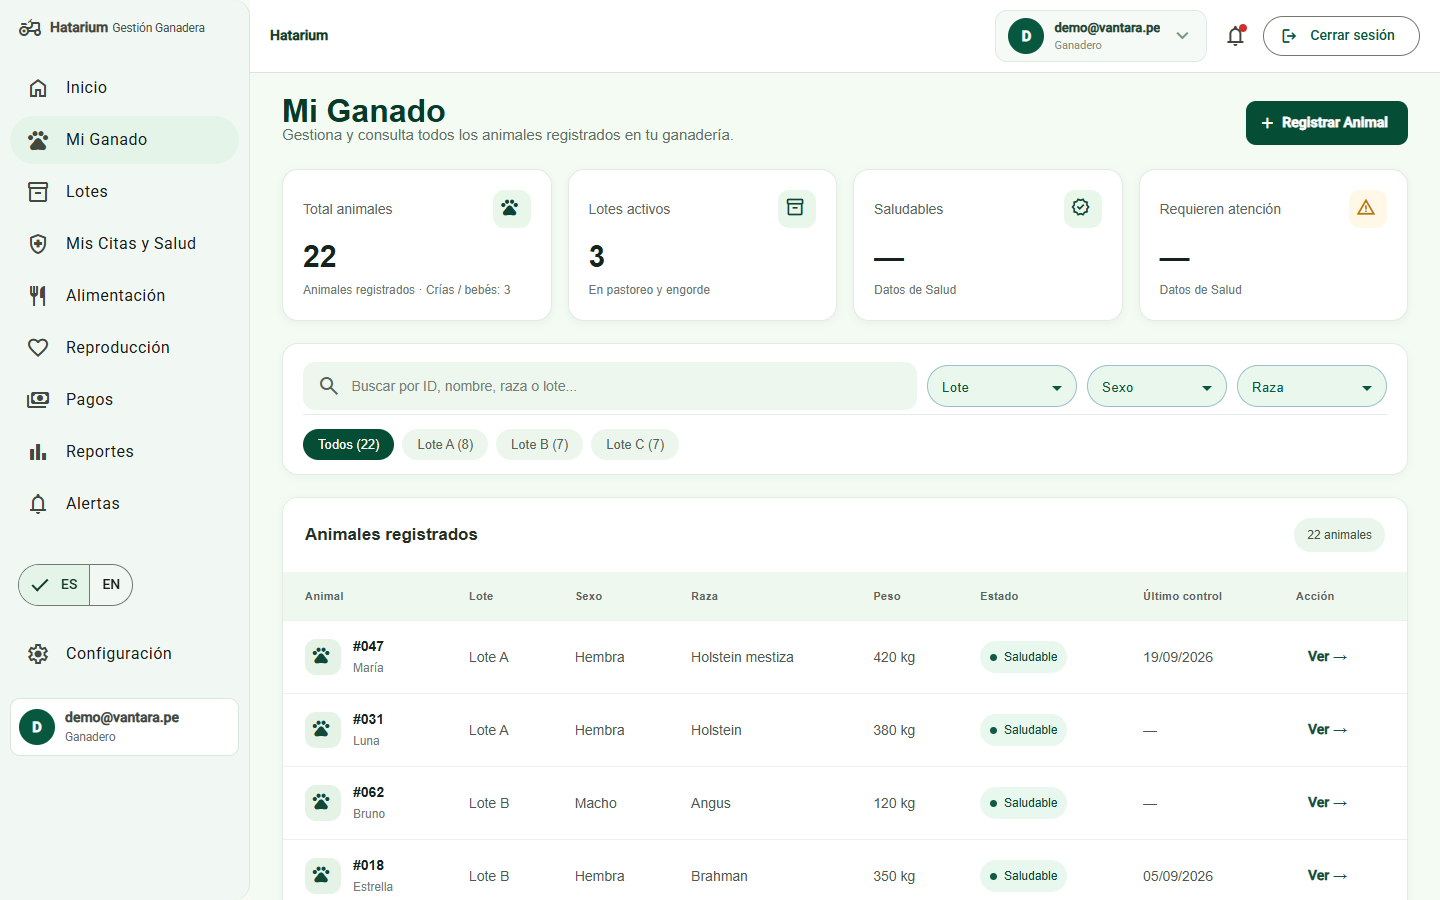 Hatarium Gestión Ganadera
Inicio
Mi Ganado
Lotes
Mis Citas y Salud
Alimentación
Reproducción
Pagos
Reportes
Alertas
ES EN
Configuración
D demo@vantara.pe
Ganadero
Hatarium
D demo@vantara.pe
Ganadero
Cerrar sesión
Mi Ganado
Gestiona y consulta todos los animales registrados en tu ganadería.
+ Registrar Animal
Total animales
22
Animales registrados · Crías / bebés: 3
Lotes activos
3
En pastoreo y engorde
Saludables
—
Datos de Salud
Requieren atención
—
Datos de Salud
Buscar por ID, nombre, raza o lote...
Lote
Sexo
Raza
Todos (22) Lote A (8) Lote B (7) Lote C (7)
Animales registrados
22 animales
Animal Lote Sexo Raza Peso Estado Último control Acción
#047
María
Lote A Hembra Holstein mestiza 420 kg Saludable 19/09/2026 Ver →
#031
Luna
Lote A Hembra Holstein 380 kg Saludable — Ver →
#062
Bruno
Lote B Macho Angus 120 kg Saludable — Ver →
#018
Estrella
Lote B Hembra Brahman 350 kg Saludable 05/09/2026 Ver →